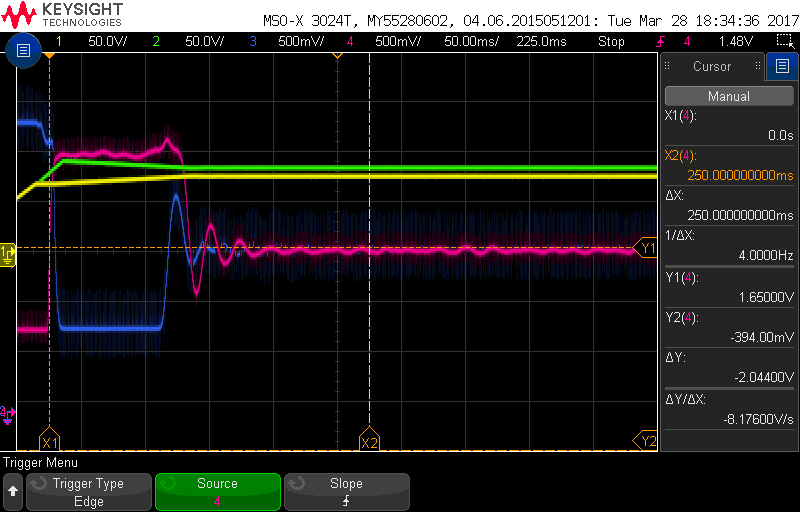 KEYSIGHT
TECHNOLOGIES
MSO-X 3024T, MY55280602, 04.06.2015051201: Tue Mar 28 18:34:36 2017
1 50.0V/ 2 50.0V/ 3 500mV/ 4 500mV/ 50.00ms/ 225.0ms Stop 4 1.48V
Cursor
Manual
X1(4):
0.0s
X2(4):
250.000000000ms
ΔX:
250.000000000ms
1/ΔX:
4.0000Hz
Y1(4):
1.65000V
Y2(4):
-394.00mV
ΔY:
-2.04400V
ΔY/ΔX:
-8.17600V/s
1
Y1
X1
X2
Y2
Trigger Menu
Trigger Type
Edge
Source
4
Slope